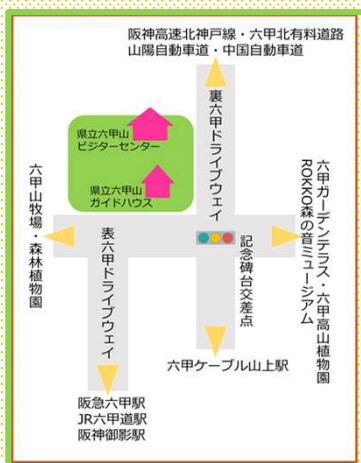 阪神高速北神戸線・六甲北有料道路
山陽自動車道・中国自動車道
裏六甲ドライブウェイ
県立六甲山
ビジターセンター
県立六甲山
ガイドハウス
六甲山牧場・森林植物園
表六甲ドライブウェイ
記念碑台交差点
六甲ガーデンテラス・六甲高山植物園
ROKKO森の音ミュージアム
六甲ケーブル山上駅
阪急六甲駅
JR六甲道駅
阪神御影駅